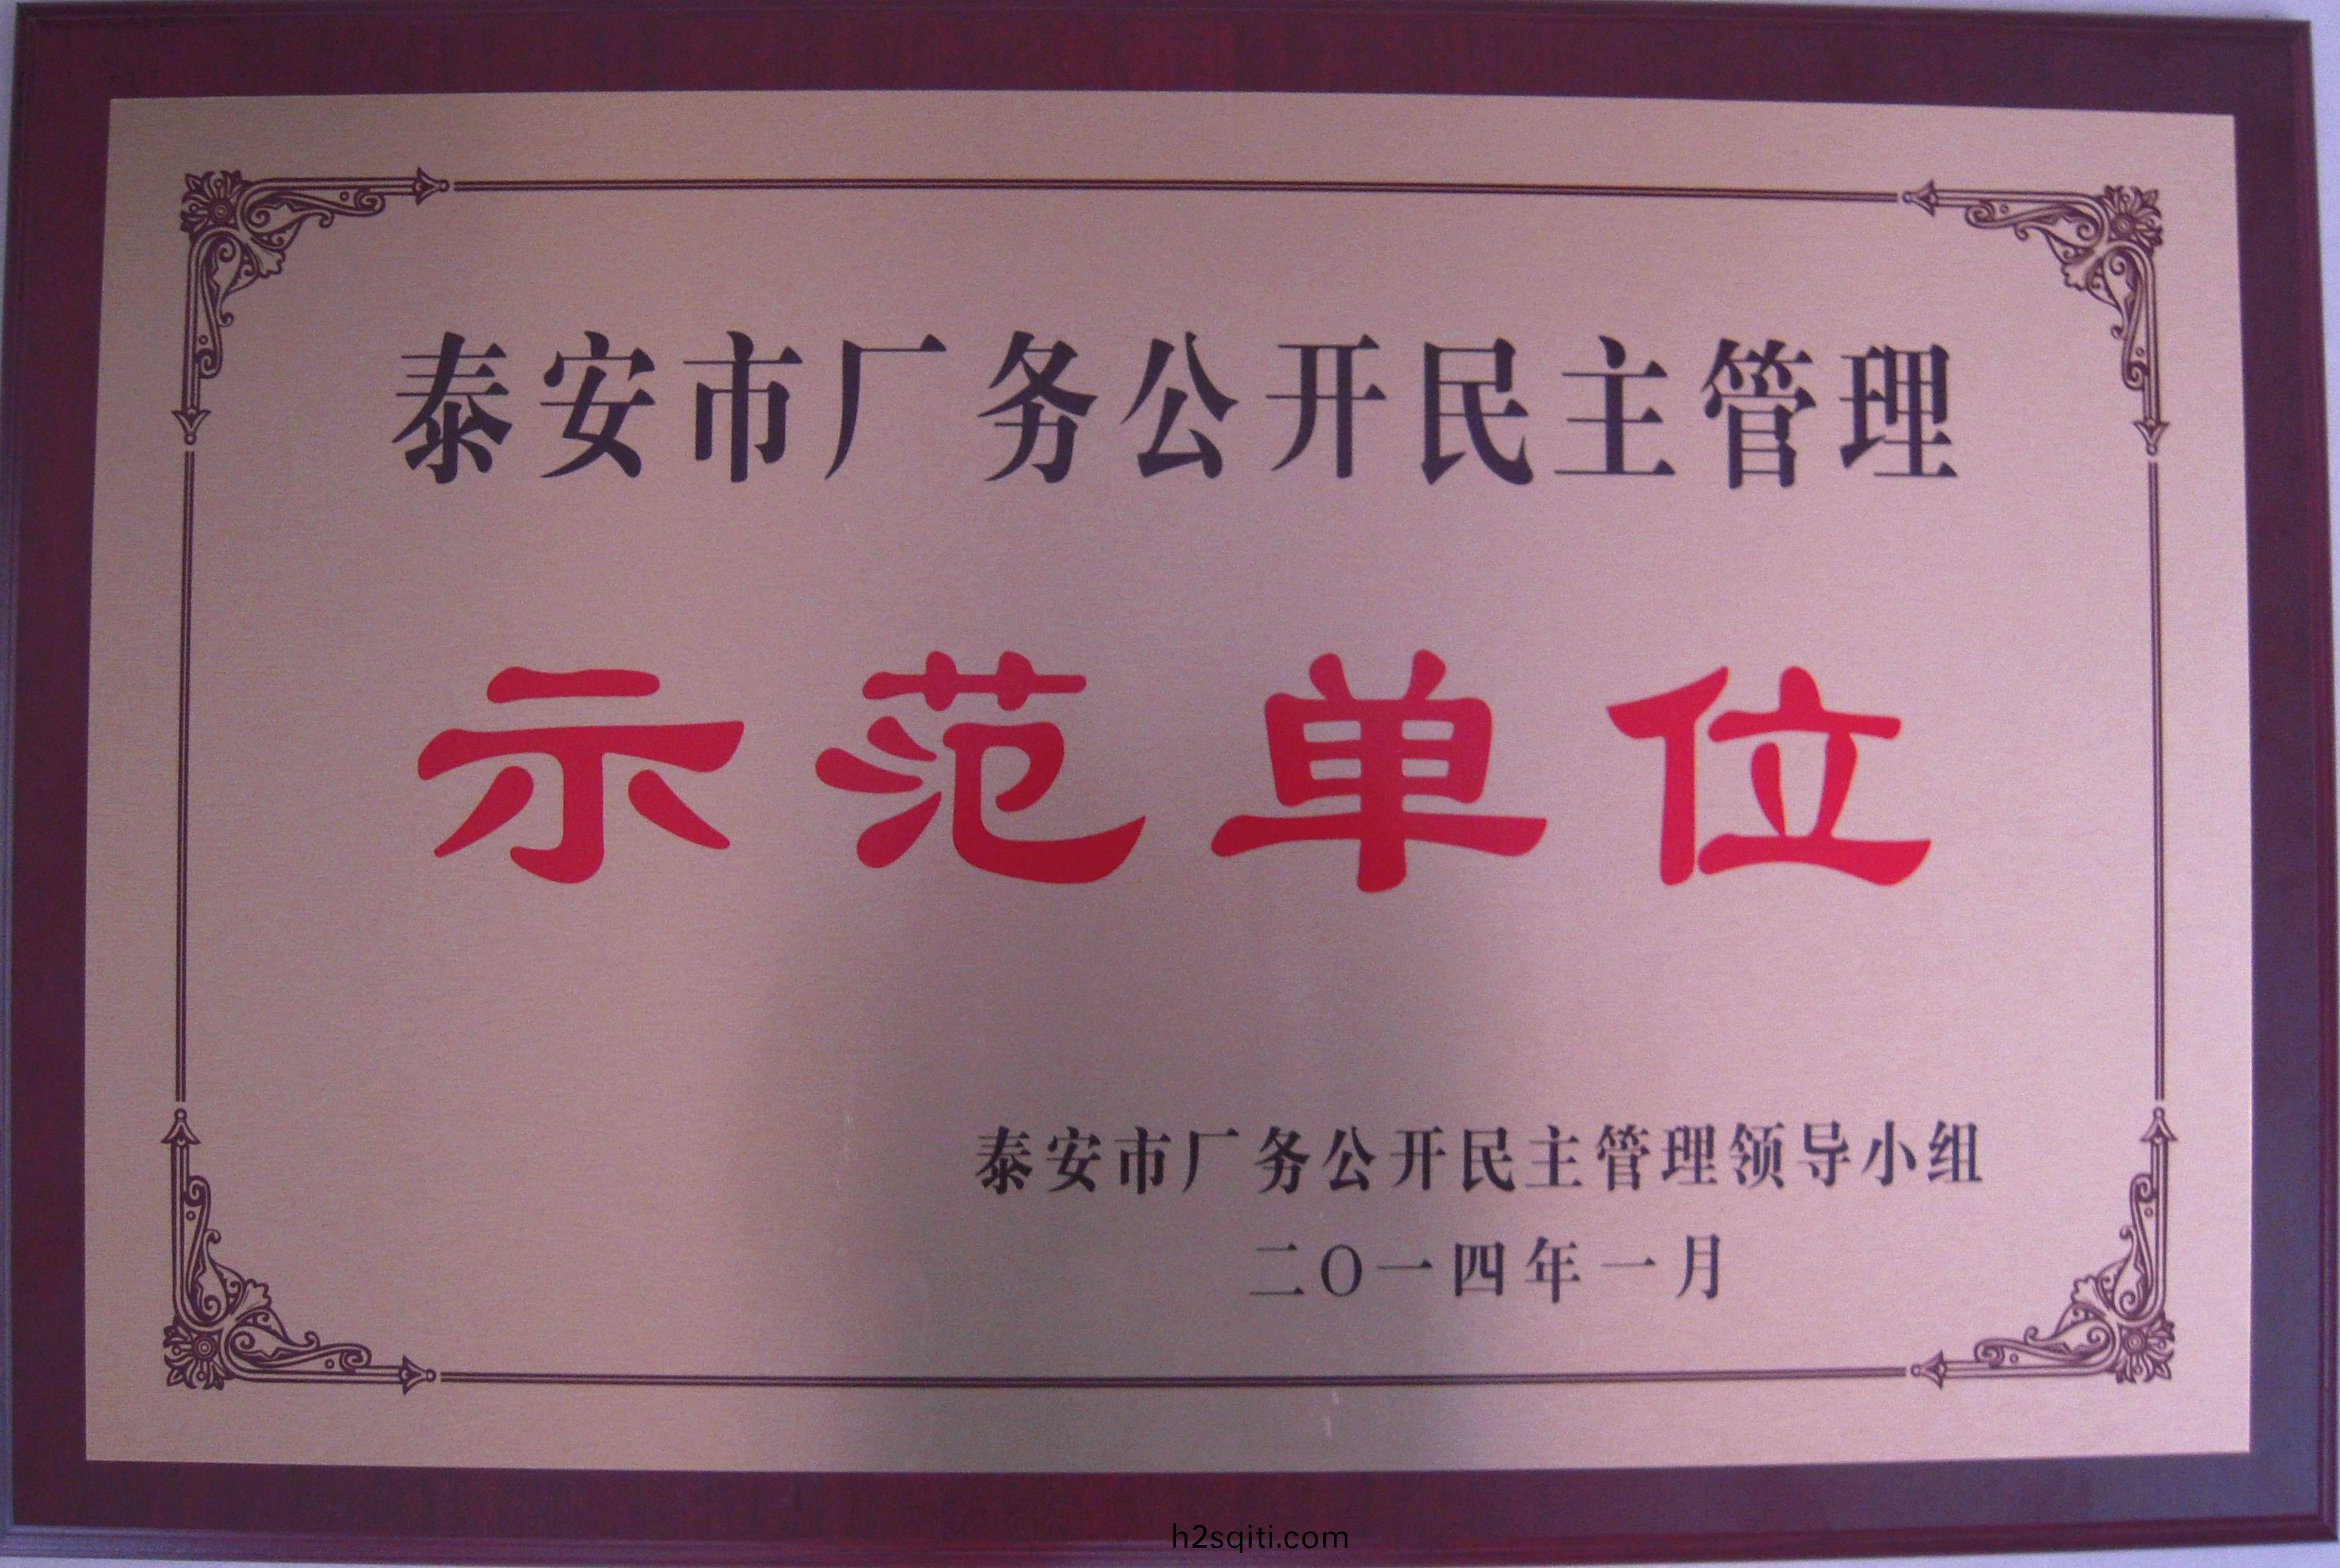 泰安市厂务公开民主管理
示范单位
泰安市厂务公开民主管理领导小组
二〇一四年一月
h2sqiti.com